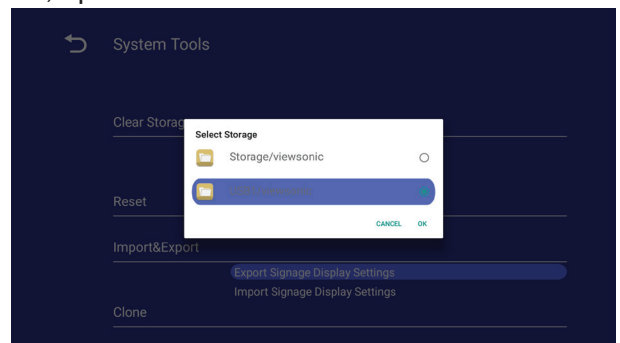 System Tools
Clear Storag
Select Storage
Storage/viewsonic
CANCEL OK
Reset
Import&Export
Export Signage Display Settings
Import Signage Display Settings
Clone